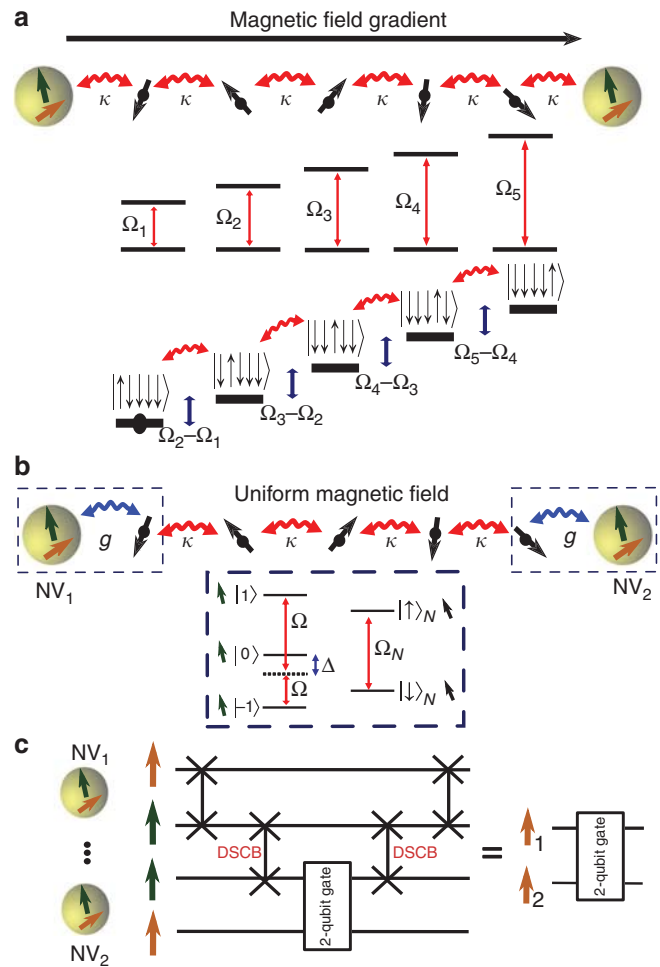 a
Magnetic field gradient
κ κ κ κ κ κ
Ω1 Ω2 Ω3 Ω4 Ω5
|↑↓↓↓↓⟩ |↓↑↓↓↓⟩ |↓↓↑↓↓⟩ |↓↓↓↑↓⟩ |↓↓↓↓↑⟩
Ω5–Ω4
Ω4–Ω3
Ω3–Ω2
Ω2–Ω1
b
Uniform magnetic field
g κ κ κ κ g
NV1 NV2
|1⟩ |↑⟩N
Ω
|0⟩ ΩN
Δ
Ω
|–1⟩ |↓⟩N
c
NV1
DSCB DSCB
2-qubit gate
=
1
2
2-qubit gate
NV2